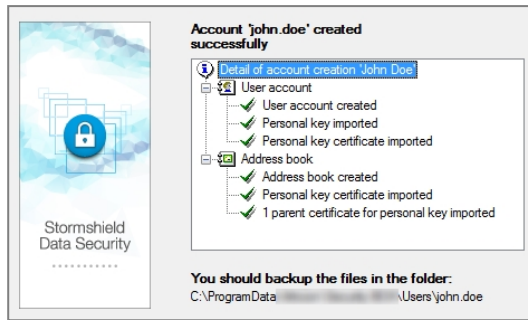 Stormshield
Data Security
Account 'john.doe' created
successfully
Detail of account creation 'John Doe'
User account
User account created
Personal key imported
Personal key certificate imported
Address book
Address book created
Personal key certificate imported
1 parent certificate for personal key imported
You should backup the files in the folder:
C:\ProgramData \Users\john.doe